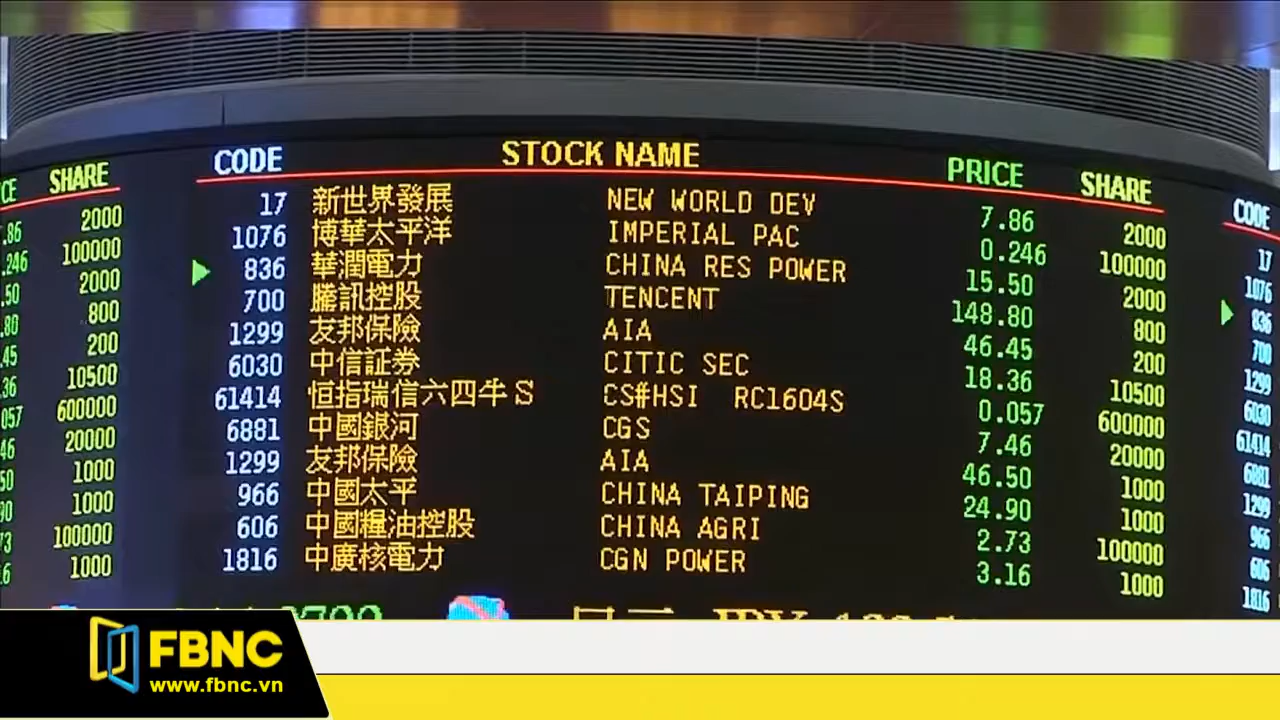 CODE STOCK NAME PRICE SHARE
17 新世界發展 NEW WORLD DEV 7.86 2000
1076 博華太平洋 IMPERIAL PAC 0.246 100000
836 華潤電力 CHINA RES POWER 15.50 2000
700 騰訊控股 TENCENT 148.80 800
1299 友邦保險 AIA 46.45 200
6030 中信証券 CITIC SEC 18.36 10500
61414 恒指瑞信六四牛S CS#HSI RC1604S 0.057 600000
6881 中國銀河 CGS 7.46 20000
1299 友邦保險 AIA 46.50 1000
966 中國太平 CHINA TAIPING 24.90 1000
606 中國糧油控股 CHINA AGRI 2.73 100000
1816 中廣核電力 CGN POWER 3.16 1000
SHARE
2000
100000
2000
800
200
10500
600000
20000
1000
1000
100000
1000
CODE
17
1076
836
700
1299
6030
61414
6881
1299
966
606
1816
FBNC
www.fbnc.vn